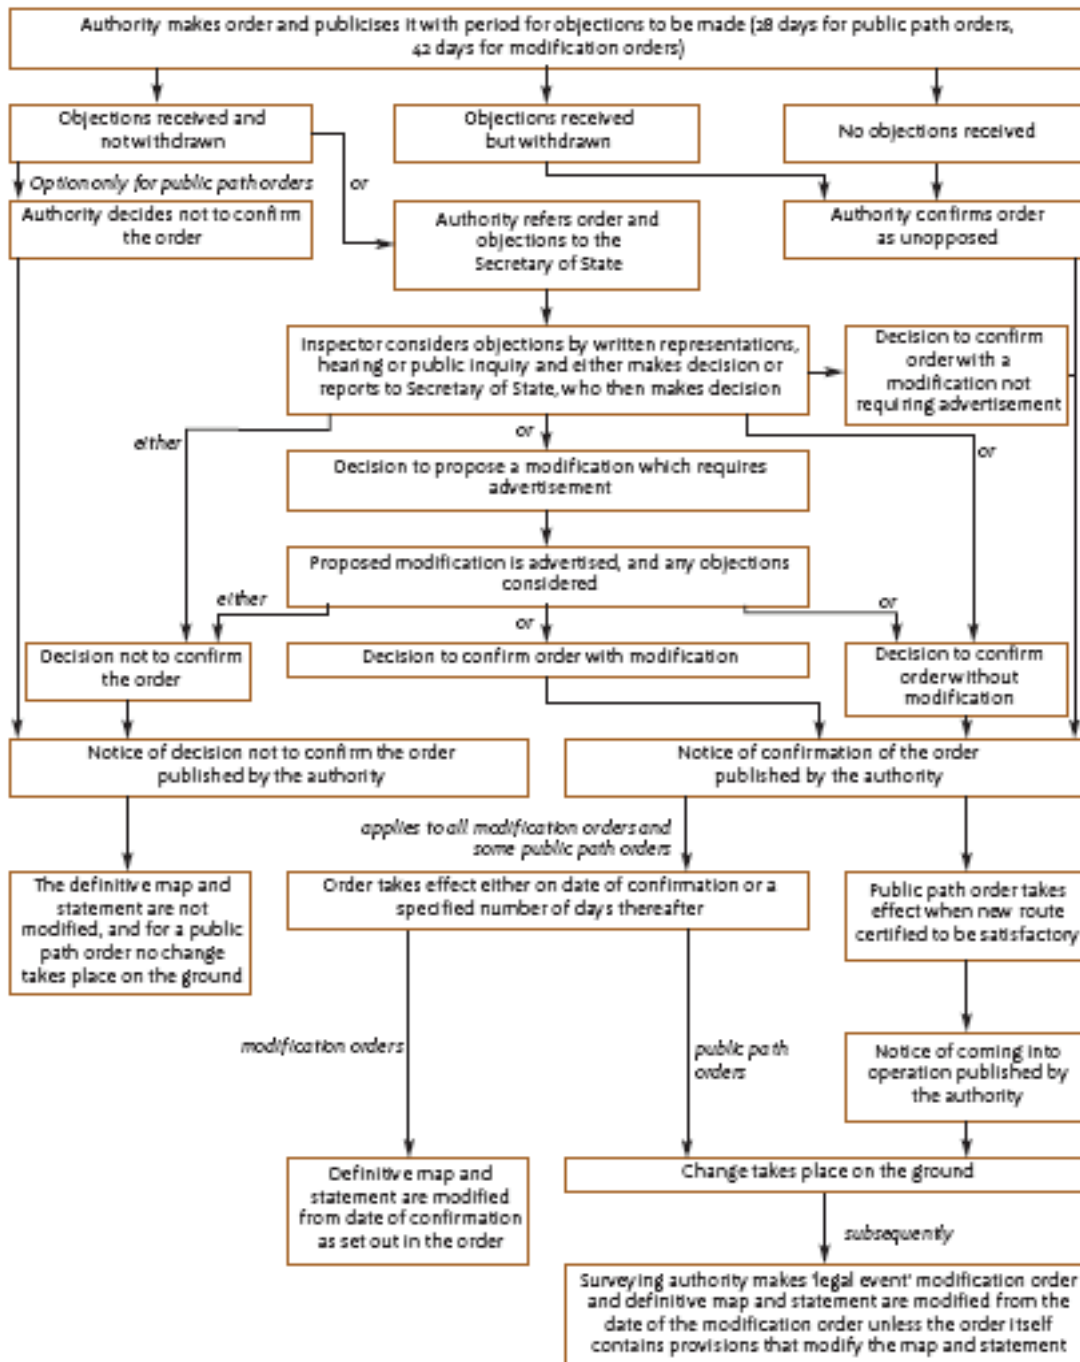 Authority makes order and publicises it with period for objections to be made (28 days for public path orders,
42 days for modification orders)
Objections received and
not withdrawn
Objections received
but withdrawn
No objections received
Option only for public path orders
or
Authority decides not to confirm
the order
Authority refers order and
objections to the
Secretary of State
Authority confirms order
as unopposed
Inspector considers objections by written representations,
hearing or public inquiry and either makes decision or
reports to Secretary of State, who then makes decision
Decision to confirm
order with a
modification not
requiring advertisement
either
or
or
Decision to propose a modification which requires
advertisement
Proposed modification is advertised, and any objections
considered
either
or
or
Decision not to confirm
the order
Decision to confirm order with modification
Decision to confirm
order without
modification
Notice of decision not to confirm the order
published by the authority
Notice of confirmation of the order
published by the authority
applies to all modification orders and
some public path orders
The definitive map and
statement are not
modified, and for a public
path order no change
takes place on the ground
Order takes effect either on date of confirmation or a
specified number of days thereafter
Public path order takes
effect when new route
certified to be satisfactory
modification orders
public path
orders
Notice of coming into
operation published by
the authority
Definitive map and
statement are modified
from date of confirmation
as set out in the order
Change takes place on the ground
subsequently
Surveying authority makes 'legal event' modification order
and definitive map and statement are modified from the
date of the modification order unless the order itself
contains provisions that modify the map and statement